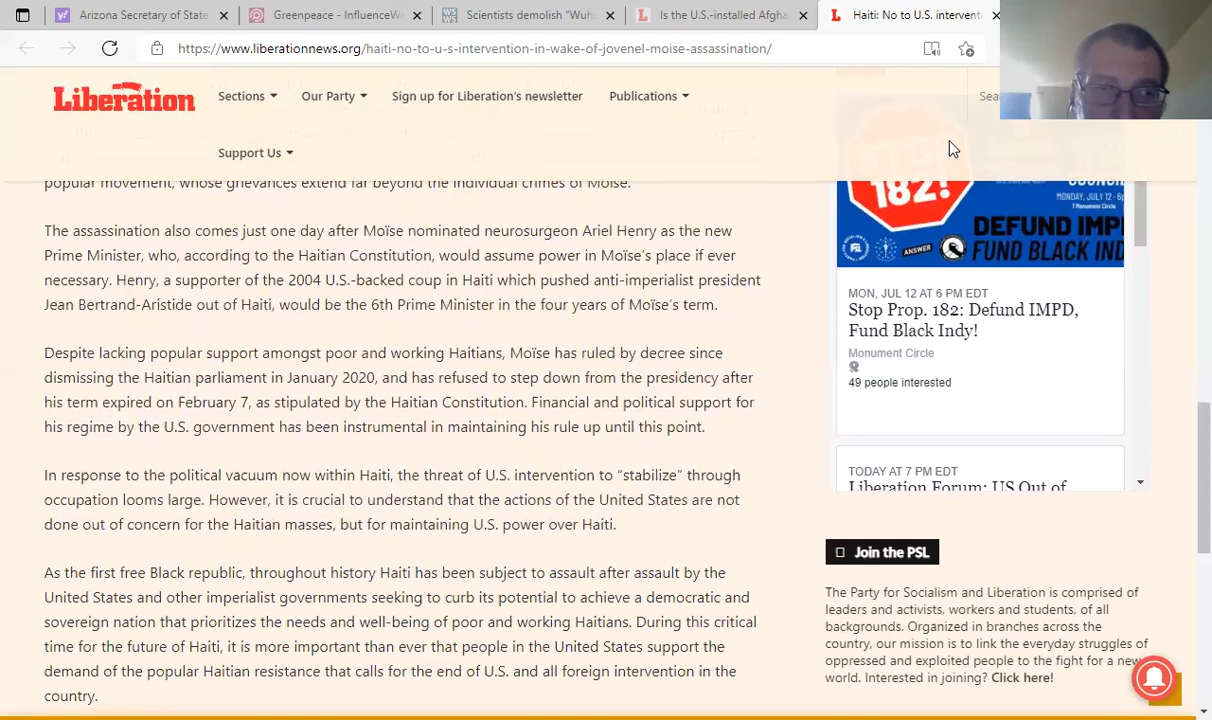 Arizona Secretary of State
Greenpeace - InfluenceWa
Scientists demolish "Wuh
Is the U.S.-installed Afgha
Haiti: No to U.S. interventi
https://www.liberationnews.org/haiti-no-to-u-s-intervention-in-wake-of-jovenel-moise-assassination/
Liberation
Sections
Our Party
Sign up for Liberation's newsletter
Publications
Sea
Support Us
popular movement, whose grievances extend far beyond the individual crimes of Moïse.
The assassination also comes just one day after Moïse nominated neurosurgeon Ariel Henry as the new
Prime Minister, who, according to the Haitian Constitution, would assume power in Moïse's place if ever
necessary. Henry, a supporter of the 2004 U.S.-backed coup in Haiti which pushed anti-imperialist president
Jean Bertrand-Aristide out of Haiti, would be the 6th Prime Minister in the four years of Moïse's term.
Despite lacking popular support amongst poor and working Haitians, Moïse has ruled by decree since
dismissing the Haitian parliament in January 2020, and has refused to step down from the presidency after
his term expired on February 7, as stipulated by the Haitian Constitution. Financial and political support for
his regime by the U.S. government has been instrumental in maintaining his rule up until this point.
In response to the political vacuum now within Haiti, the threat of U.S. intervention to "stabilize" through
occupation looms large. However, it is crucial to understand that the actions of the United States are not
done out of concern for the Haitian masses, but for maintaining U.S. power over Haiti.
As the first free Black republic, throughout history Haiti has been subject to assault after assault by the
United States and other imperialist governments seeking to curb its potential to achieve a democratic and
sovereign nation that prioritizes the needs and well-being of poor and working Haitians. During this critical
time for the future of Haiti, it is more important than ever that people in the United States support the
demand of the popular Haitian resistance that calls for the end of U.S. and all foreign intervention in the
country.
STOP
182!
COUNCIL
MONDAY, JULY 12 - 6p
1 Monument Circle
DEFUND IMP
FUND BLACK IND
ANSWER
MON, JUL 12 AT 6 PM EDT
Stop Prop. 182: Defund IMPD,
Fund Black Indy!
Monument Circle
49 people interested
TODAY AT 7 PM EDT
Liberation Forum: US Out of
Join the PSL
The Party for Socialism and Liberation is comprised of
leaders and activists, workers and students, of all
backgrounds. Organized in branches across the
country, our mission is to link the everyday struggles of
oppressed and exploited people to the fight for a new
world. Interested in joining? Click here!